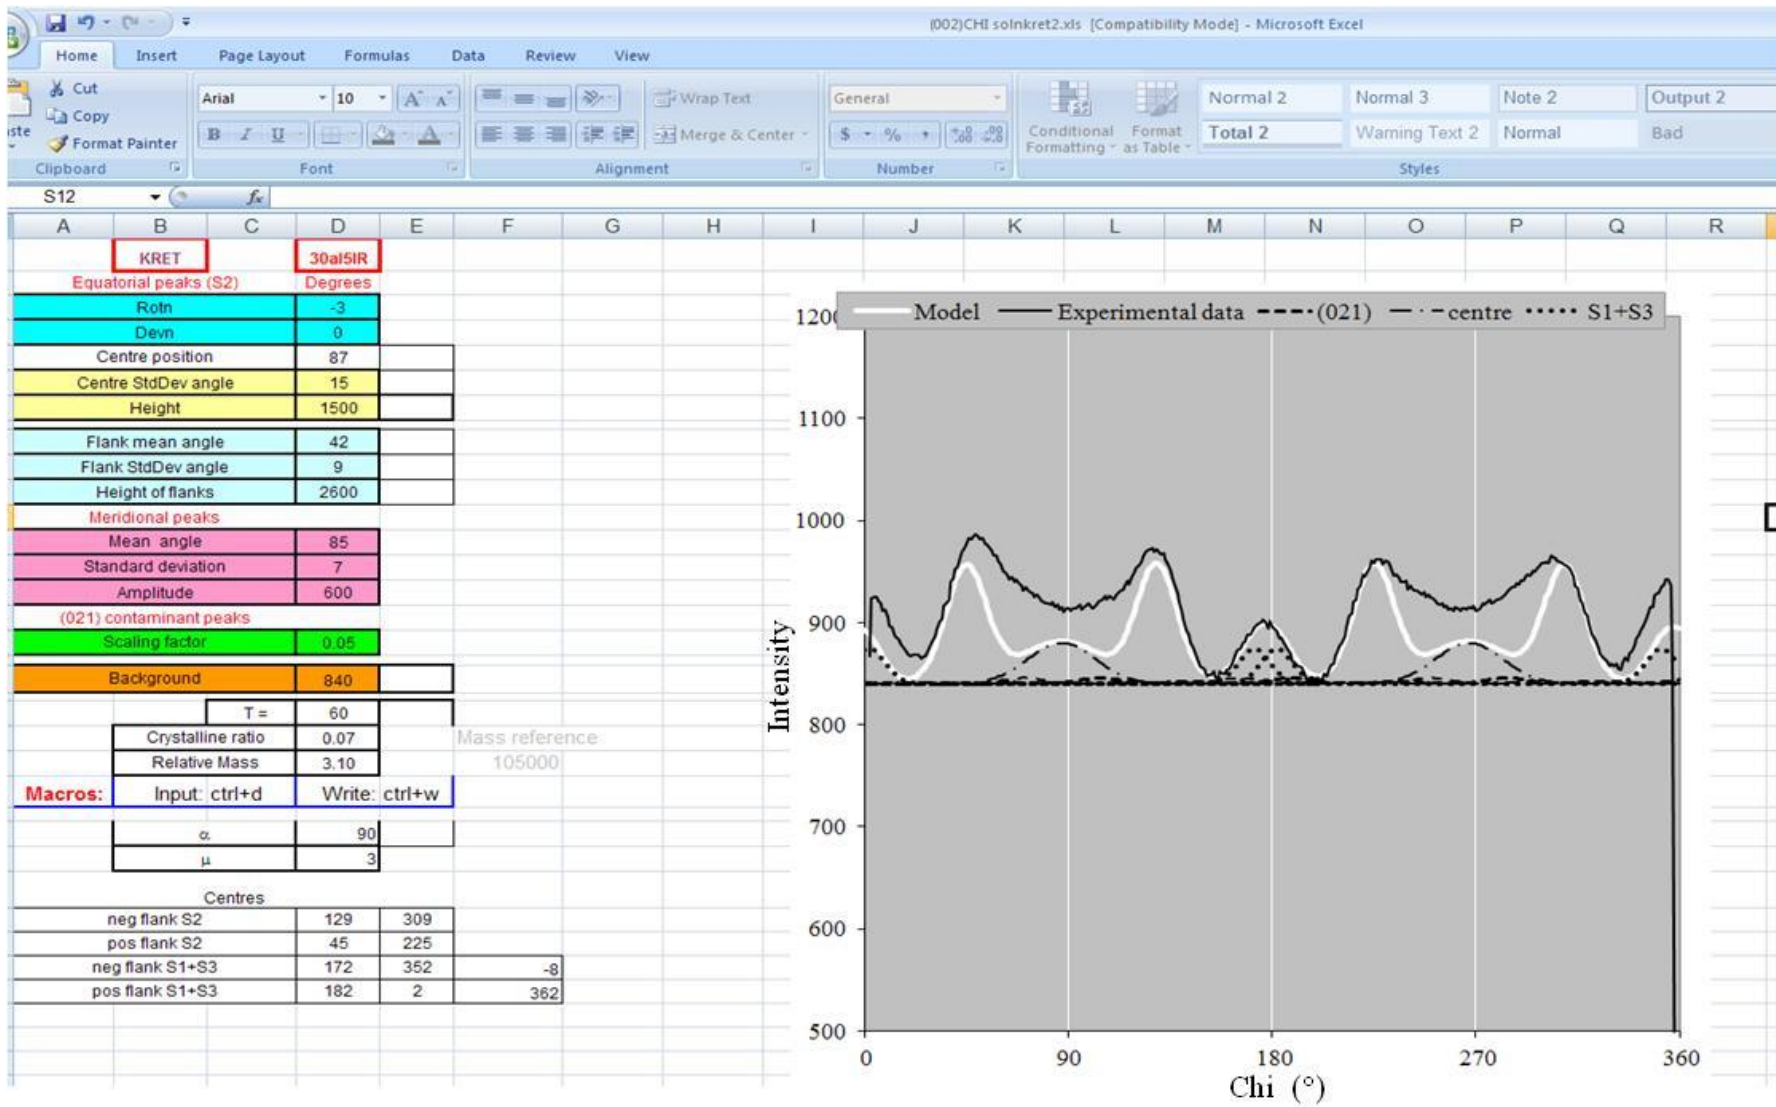 (002)CHI solnkret2.xls [Compatibility Mode] - Microsoft Excel
Home Insert Page Layout Formulas Data Review View
Cut
Copy
Format Painter
Clipboard
Arial 10
B I U
Font
Wrap Text
Merge & Center
Alignment
General
$ % ,
Number
Conditional Formatting
Format as Table
Normal 2 Normal 3 Note 2 Output 2
Total 2 Warning Text 2 Normal Bad
Styles
S12 fx
A B C D E F G H I J K L M N O P Q R
KRET 30al5IR
Equatorial peaks (S2) Degrees
Rotn -3
Devn 0
Centre position 87
Centre StdDev angle 15
Height 1500
Flank mean angle 42
Flank StdDev angle 9
Height of flanks 2600
Meridional peaks
Mean angle 85
Standard deviation 7
Amplitude 600
(021) contaminant peaks
Scaling factor 0.05
Background 840
T = 60
Crystalline ratio 0.07 Mass reference
Relative Mass 3.10 105000
Macros: Input: ctrl+d Write: ctrl+w
α 90
μ 3
Centres
neg flank S2 129 309
pos flank S2 45 225
neg flank S1+S3 172 352 -8
pos flank S1+S3 182 2 362
Model Experimental data (021) centre S1+S3
1100
1000
900
800
700
600
500
Intensity
0 90 180 270 360
Chi (°)